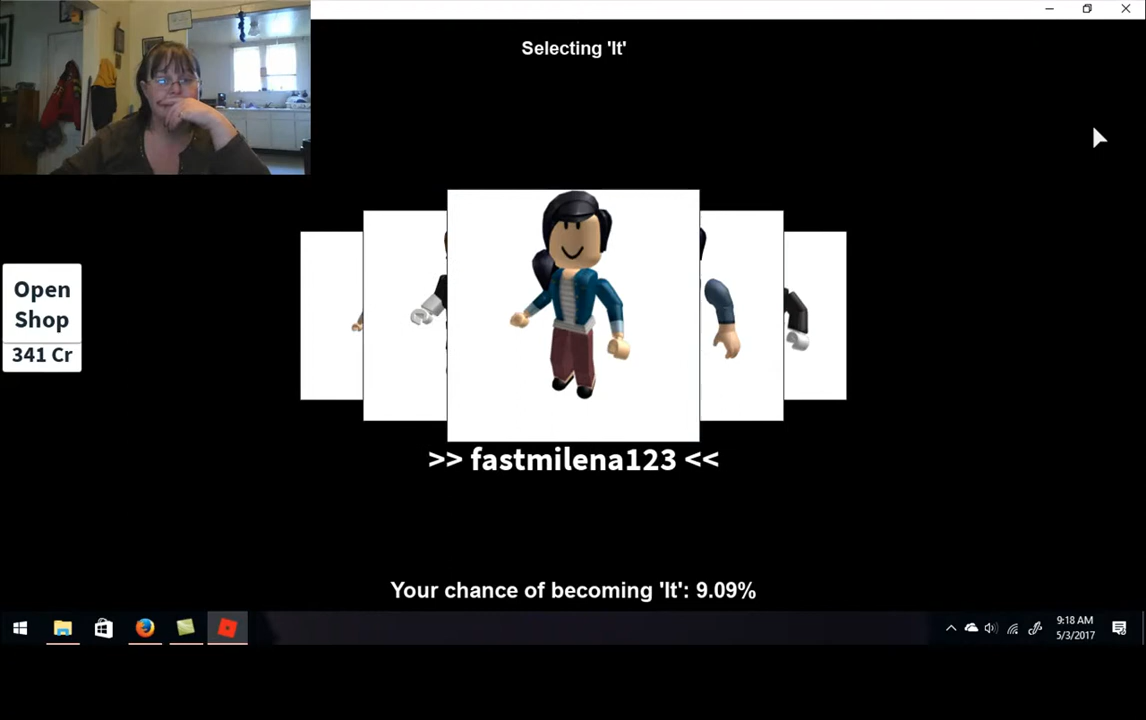 Selecting 'It'
Open
Shop
341 Cr
>> fastmilena123 <<
Your chance of becoming 'It': 9.09%
9:18 AM
5/3/2017